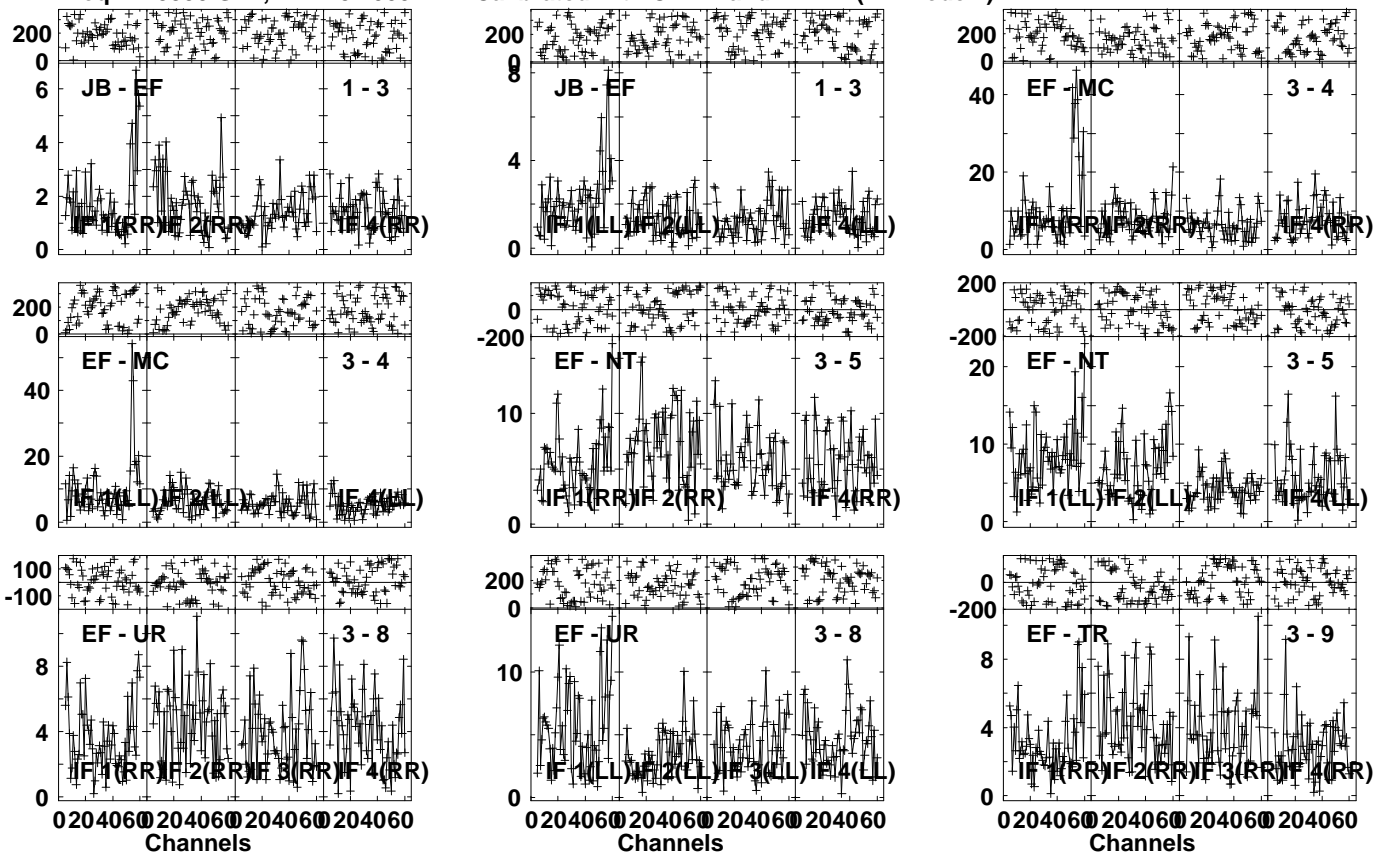 200
0
200
0
200
0
JB - EF
1 - 3
JB - EF
1 - 3
EF - MC
3 - 4
6
4
2
0
8
4
0
40
20
0
IF 1(RR) IF 2(RR) IF 4(RR)
IF 1(LL) IF 2(LL) IF 4(LL)
IF 1(RR) IF 2(RR) IF 4(RR)
200
0
0
-200
200
0
-200
EF - MC
3 - 4
EF - NT
3 - 5
EF - NT
3 - 5
40
20
0
10
0
20
10
0
IF 1(LL) IF 2(LL) IF 4(LL)
IF 1(RR) IF 2(RR) IF 4(RR)
IF 1(LL) IF 2(LL) IF 4(LL)
100
-100
200
0
0
-200
EF - UR
3 - 8
EF - UR
3 - 8
EF - TR
3 - 9
8
4
0
10
0
8
4
0
IF 1(RR) IF 2(RR) IF 3(RR) IF 4(RR)
IF 1(LL) IF 2(LL) IF 3(LL) IF 4(LL)
IF 1(RR) IF 2(RR) IF 3(RR) IF 4(RR)
0 20 40 60 0 20 40 60 0 20 40 60 0 20 40 60
0 20 40 60 0 20 40 60 0 20 40 60 0 20 40 60
0 20 40 60 0 20 40 60 0 20 40 60 0 20 40 60
Channels
Channels
Channels